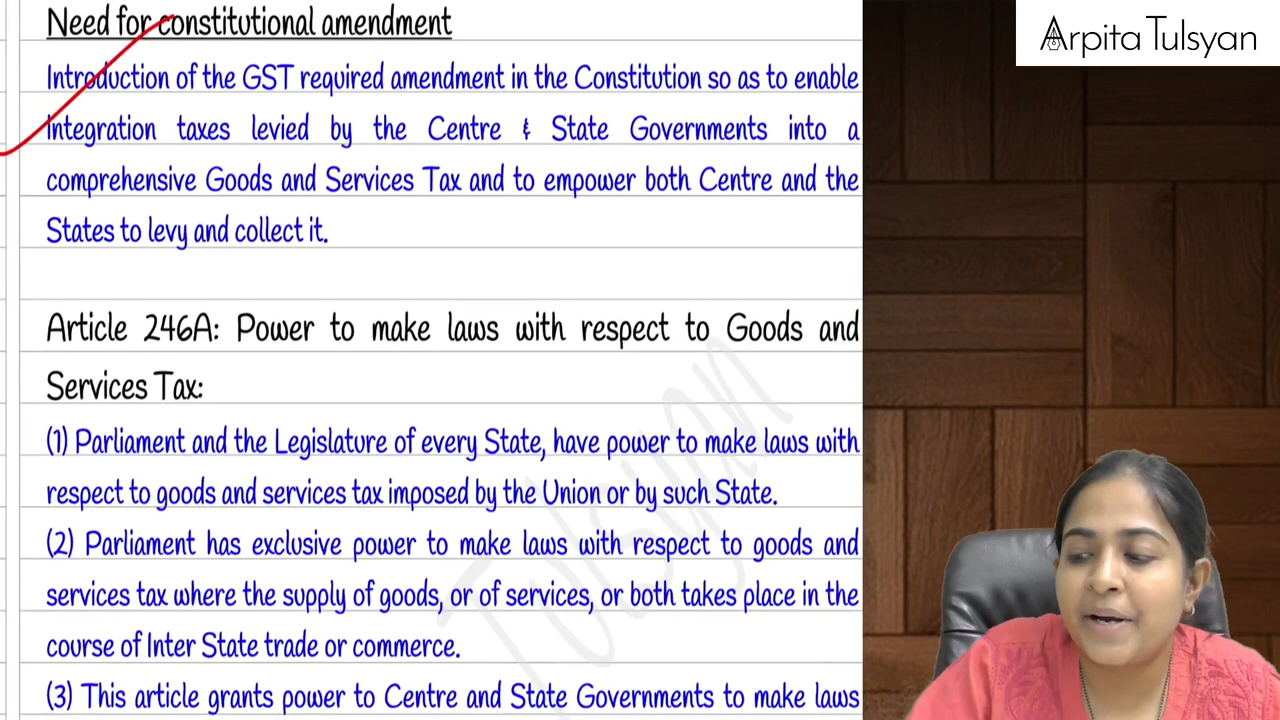 Need for constitutional amendment
Arpita Tulsyan
Introduction of the GST required amendment in the Constitution so as to enable
integration taxes levied by the Centre & State Governments into a
comprehensive Goods and Services Tax and to empower both Centre and the
States to levy and collect it.
Article 246A: Power to make laws with respect to Goods and
Services Tax:
(1) Parliament and the Legislature of every State, have power to make laws with
respect to goods and services tax imposed by the Union or by such State.
(2) Parliament has exclusive power to make laws with respect to goods and
services tax where the supply of goods, or of services, or both takes place in the
course of Inter State trade or commerce.
(3) This article grants power to Centre and State Governments to make laws
Tulsyan